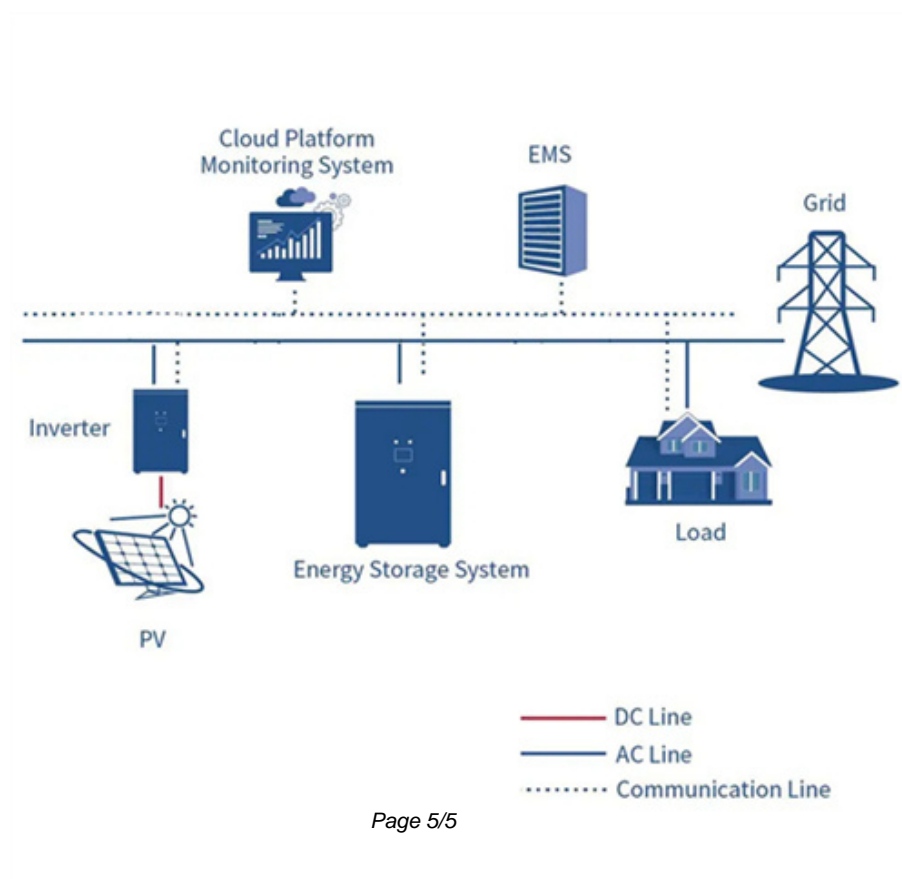 Cloud Platform
Monitoring System
EMS
Grid
Inverter
Load
Energy Storage System
PV
DC Line
AC Line
Communication Line
Page 5/5